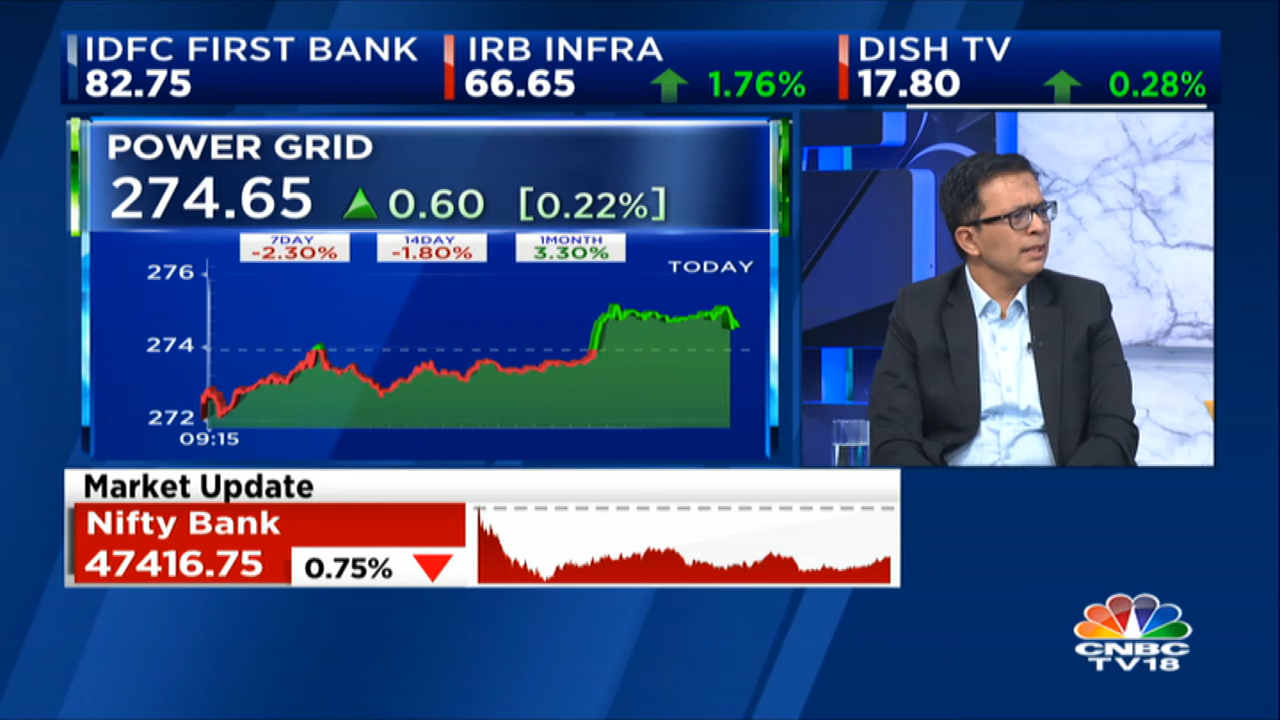 IDFC FIRST BANK
82.75
IRB INFRA
66.65 1.76%
DISH TV
17.80 0.28%
POWER GRID
274.65 0.60 [0.22%]
7DAY
-2.30%
14DAY
-1.80%
1MONTH
3.30%
TODAY
276
274
272
09:15
Market Update
Nifty Bank
47416.75 0.75%
CNBC
TV18